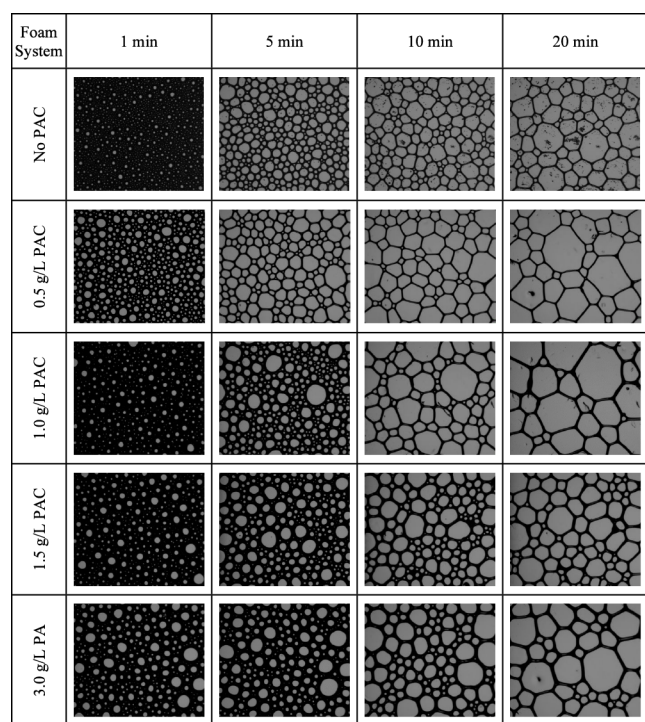 Foam
System
1 min
5 min
10 min
20 min
No PAC
0.5 g/L PAC
1.0 g/L PAC
1.5 g/L PAC
3.0 g/L PA